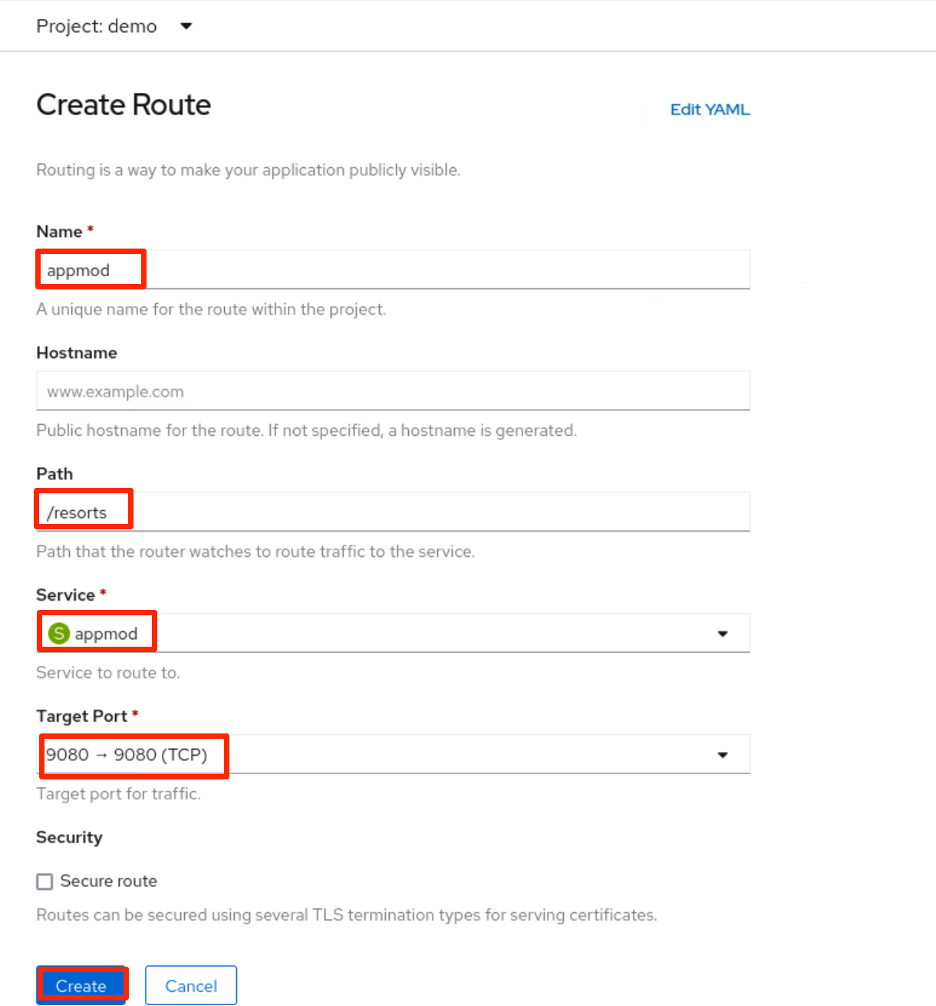 Project: demo
Create Route
Edit YAML
Routing is a way to make your application publicly visible.
Name *
appmod
A unique name for the route within the project.
Hostname
www.example.com
Public hostname for the route. If not specified, a hostname is generated.
Path
/resorts
Path that the router watches to route traffic to the service.
Service *
S appmod
Service to route to.
Target Port *
9080 → 9080 (TCP)
Target port for traffic.
Security
Secure route
Routes can be secured using several TLS termination types for serving certificates.
Create Cancel